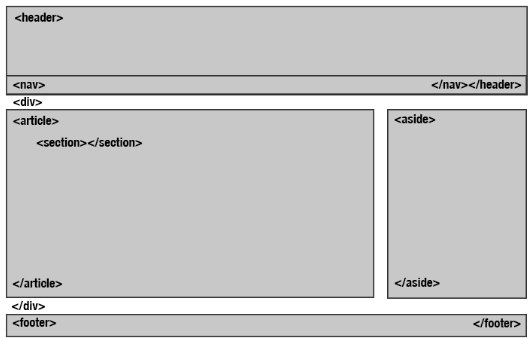 <header>
<nav> </nav></header>
<div>
<article>
<aside>
<section></section>
</article>
</aside>
</div>
<footer> </footer>